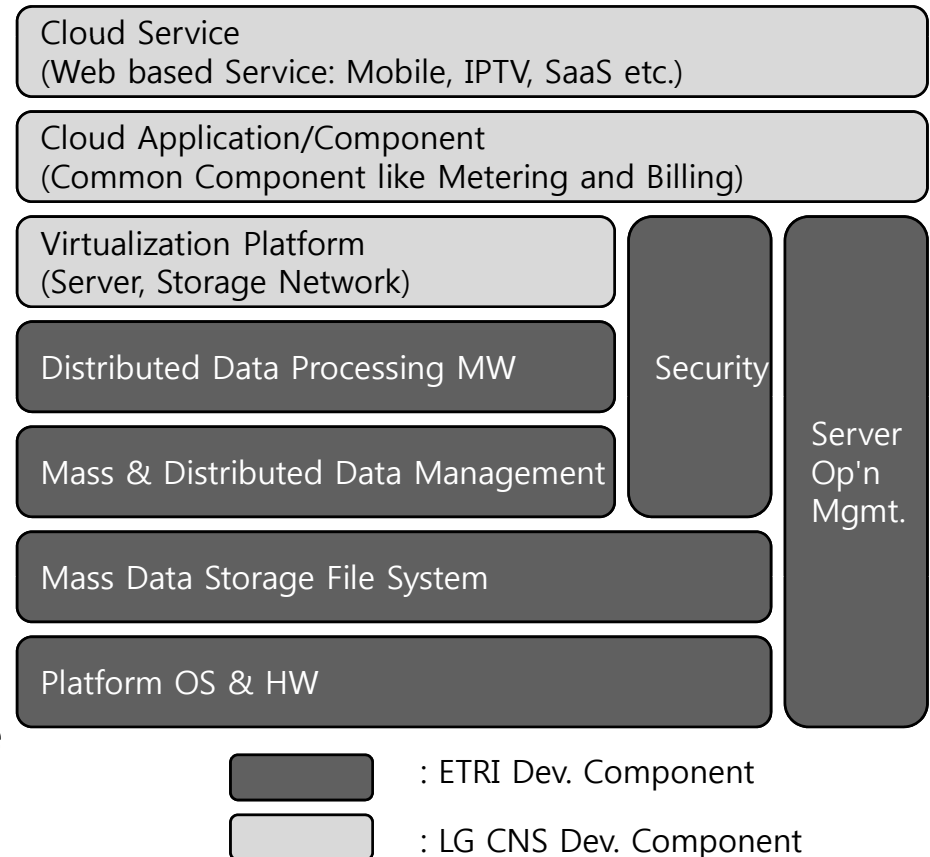 Cloud Service
(Web based Service: Mobile, IPTV, SaaS etc.)
Cloud Application/Component
(Common Component like Metering and Billing)
Virtualization Platform
(Server, Storage Network)
Distributed Data Processing MW
Security
Mass & Distributed Data Management
Server
Op'n
Mgmt.
Mass Data Storage File System
Platform OS & HW
: ETRI Dev. Component
: LG CNS Dev. Component